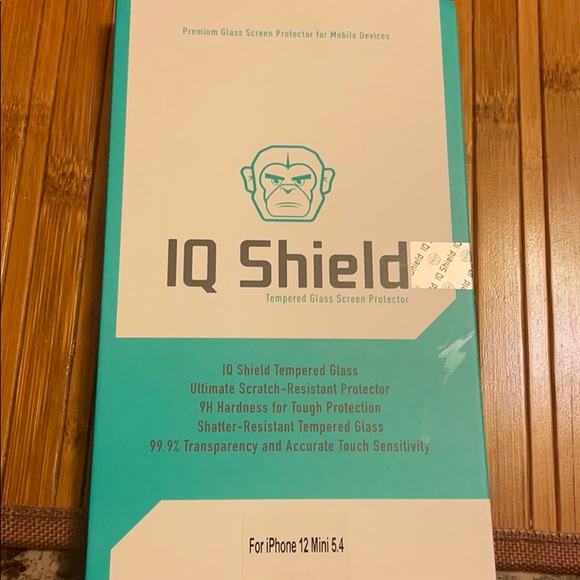 Premium Glass Screen Protector for Mobile Devices
IQ Shield
IQ Shield
Tempered Glass Screen Protector
IQ Shield Tempered Glass
Ultimate Scratch-Resistant Protector
9H Hardness for Tough Protection
Shatter-Resistant Tempered Glass
99.9% Transparency and Accurate Touch Sensitivity
For iPhone 12 Mini 5.4